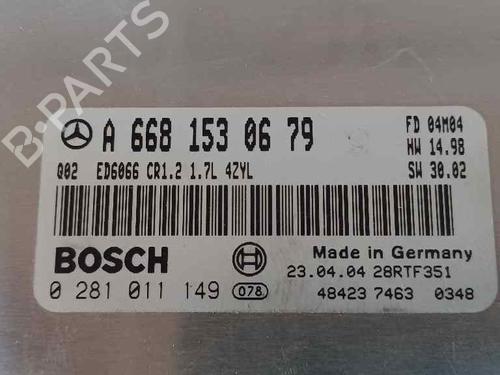 B-PARTS
A 668 153 06 79
FD 04M04
HW 14.98
Q02 ED6066 CR1.2 1.7L 4ZYL
SW 30.02
BOSCH
Made in Germany
23.04.04 28RTF351
0 281 011 149 078
48423 7463 0348